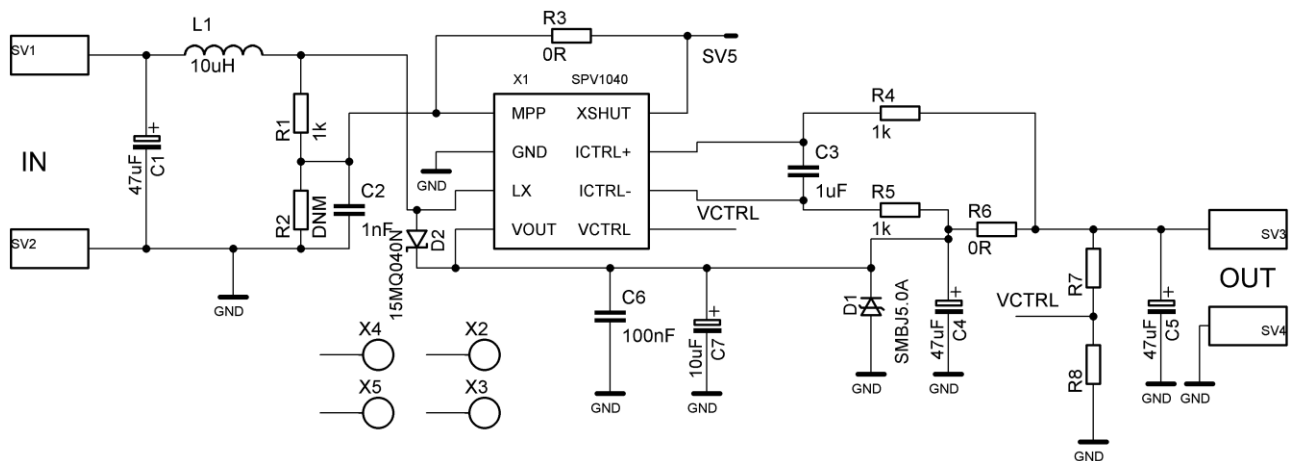 L1
10uH
SV1
IN
SV2
47uF
C1
R1
1k
R2
DNM
C2
1nF
GND
R3
0R
SV5
X1 SPV1040
MPP XSHUT
GND ICTRL+
LX ICTRL-
VOUT VCTRL
GND
15MQ040N
D2
VCTRL
R4
1k
C3
1uF
R5
1k
R6
0R
C6
100nF
GND
10uF
C7
GND
D1
SMBJ5.0A
GND
47uF
C4
GND
VCTRL
R7
R8
GND
47uF
C5
GND
SV3
OUT
SV4
GND
X4 X2
X5 X3